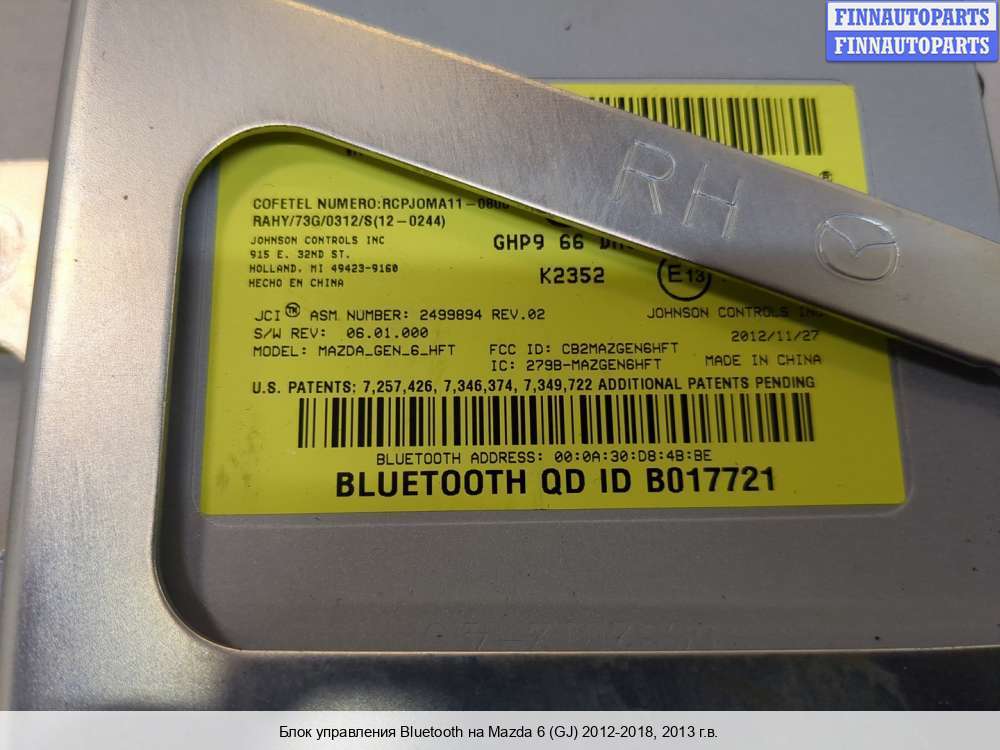 FINNAUTOPARTS
FINNAUTOPARTS
RH
COFETEL NUMERO:RCPJOMA11-0800
RAHY/73G/0312/S(12-0244)
JOHNSON CONTROLS INC
915 E. 32ND ST.
HOLLAND, MI 49423-9160
HECHO EN CHINA
GHP9 66
K2352
E13
JCI™ ASM. NUMBER: 2499894 REV.02
JOHNSON CONTROLS INC
S/W REV: 06.01.000
2012/11/27
MODEL: MAZDA_GEN_6_HFT
FCC ID: CB2MAZGEN6HFT
IC: 279B-MAZGEN6HFT
MADE IN CHINA
U.S. PATENTS: 7,257,426, 7,346,374, 7,349,722 ADDITIONAL PATENTS PENDING
BLUETOOTH ADDRESS: 00:0A:30:D8:4B:BE
BLUETOOTH QD ID B017721
Блок управления Bluetooth на Mazda 6 (GJ) 2012-2018, 2013 г.в.